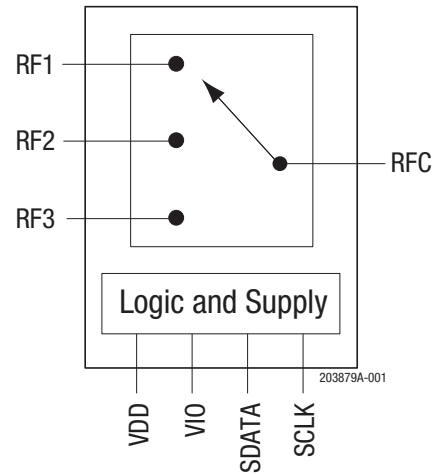 RF1
RF2
RFC
RF3
Logic and Supply
203879A-001
VDD
VIO
SDATA
SCLK